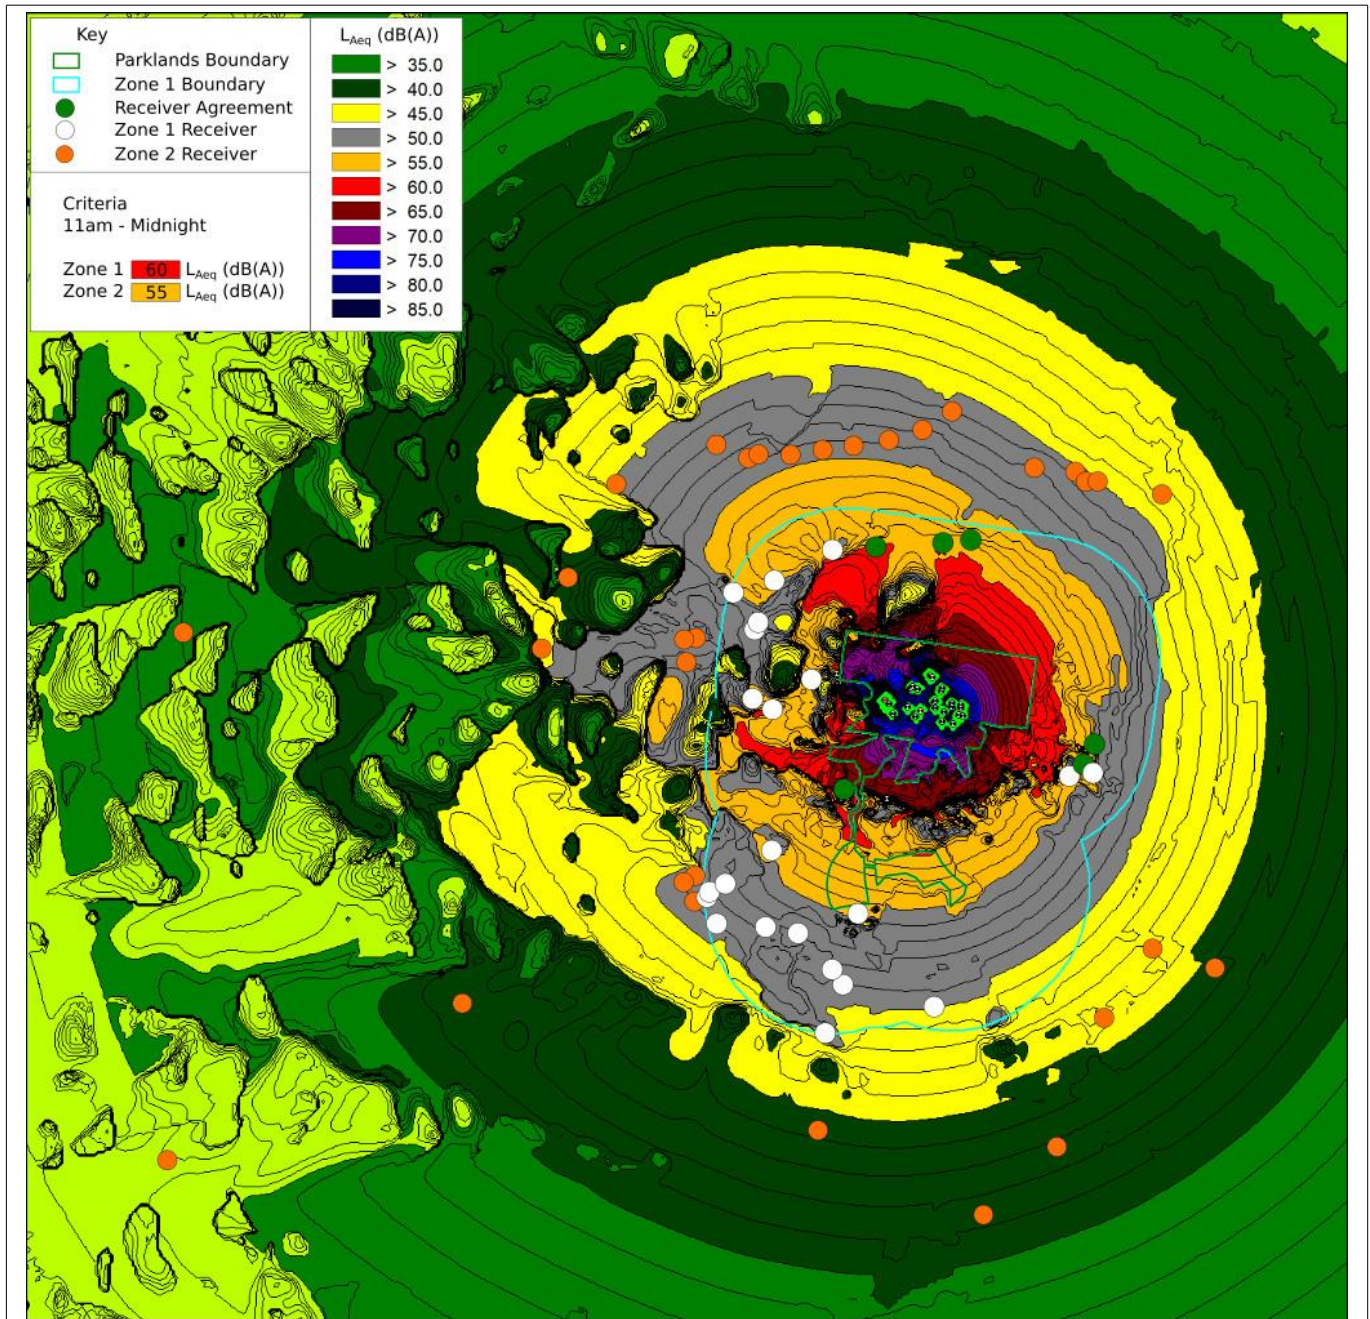 Key
Parklands Boundary
Zone 1 Boundary
Receiver Agreement
Zone 1 Receiver
Zone 2 Receiver
Criteria
11am - Midnight
Zone 1 60 LAeq (dB(A))
Zone 2 55 LAeq (dB(A))
LAeq (dB(A))
> 35.0
> 40.0
> 45.0
> 50.0
> 55.0
> 60.0
> 65.0
> 70.0
> 75.0
> 80.0
> 85.0